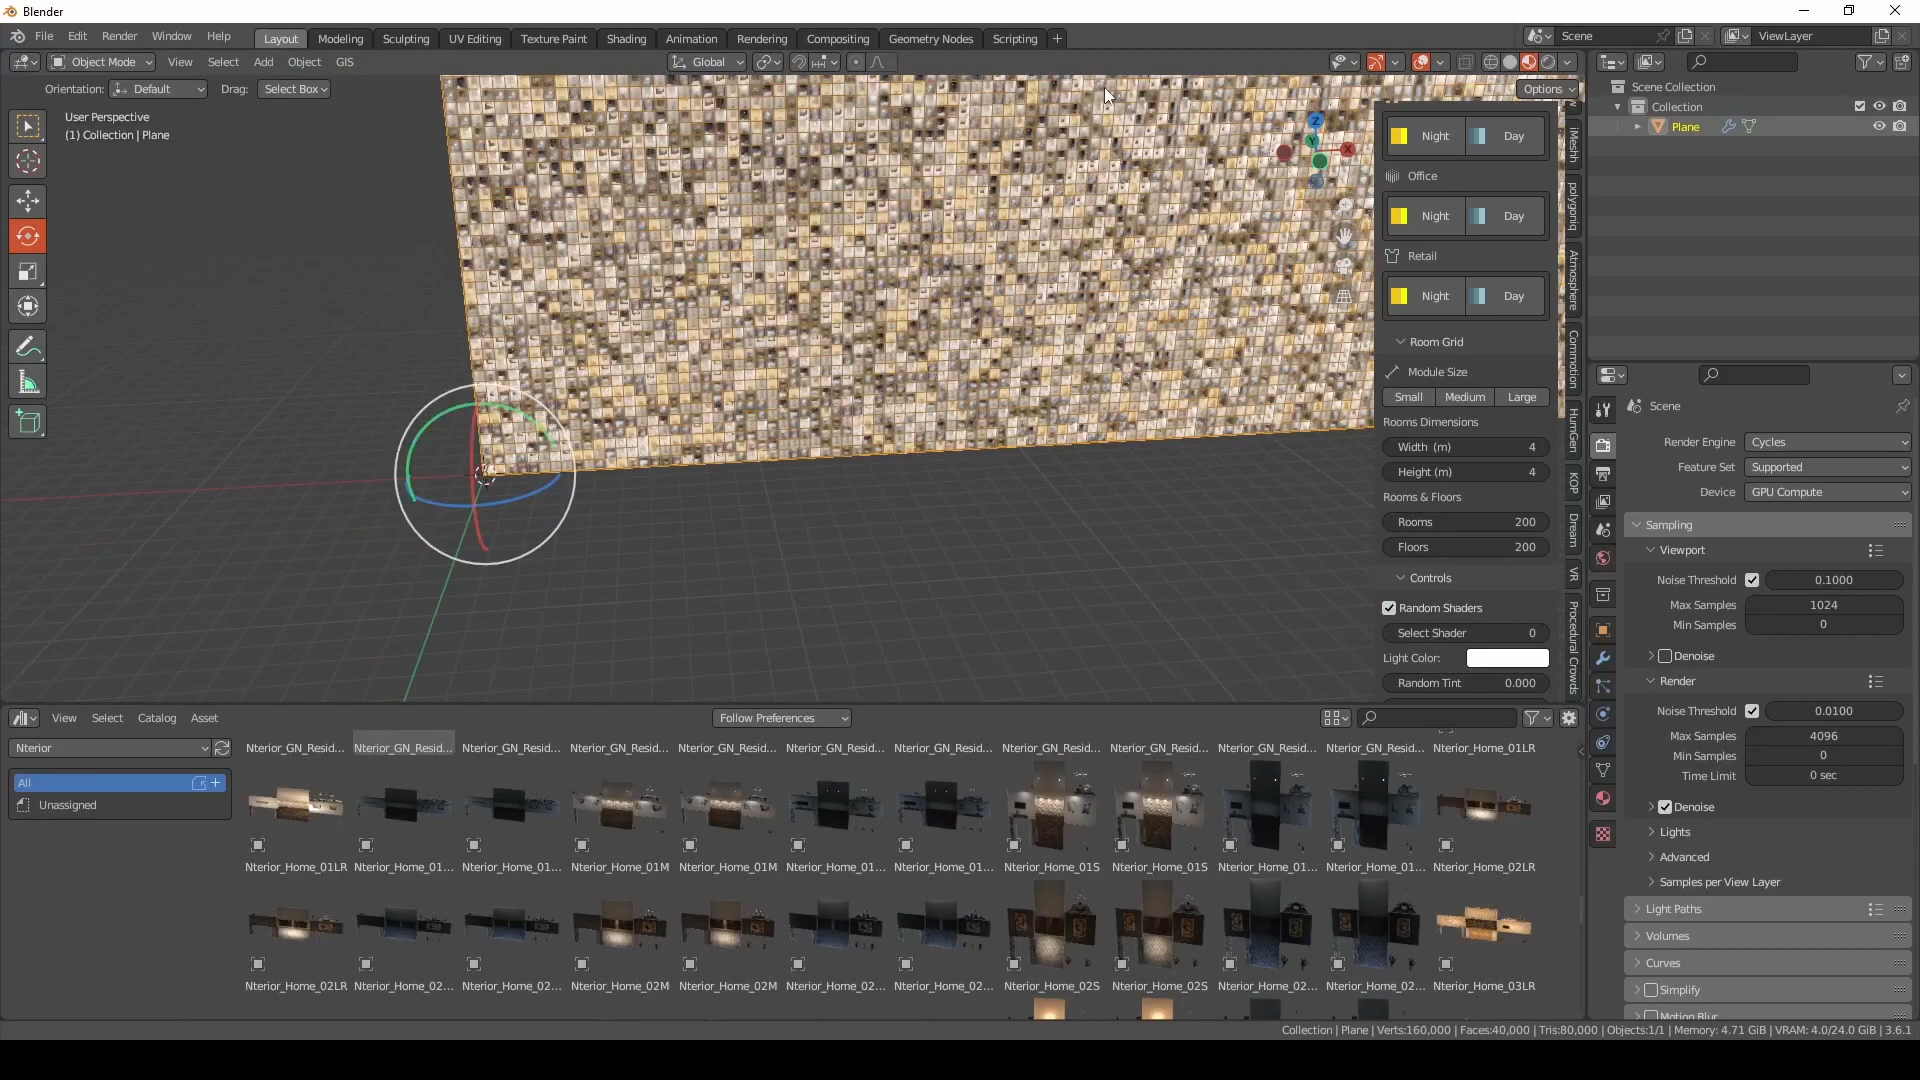 Blender
File Edit Render Window Help
Layout Modeling Sculpting UV Editing Texture Paint Shading Animation Rendering Compositing Geometry Nodes Scripting +
Scene ViewLayer
Object Mode View Select Add Object GIS Global
Orientation: Default Drag: Select Box Options
User Perspective
(1) Collection | Plane
X
Y
Z
Night Day
Office
Night Day
Retail
Night Day
Room Grid
Module Size
Small Medium Large
Rooms Dimensions
Width (m) 4
Height (m) 4
Rooms & Floors
Rooms 200
Floors 200
Controls
Random Shaders
Select Shader 0
Light Color:
Random Tint 0.000
iMeshh
polygoniq
Atmosphere
Commotion
HumGen
KOP
Dream
VR
Procedural Crowds
Scene Collection
Collection
Plane
Scene
Render Engine Cycles
Feature Set Supported
Device GPU Compute
Sampling
Viewport
Noise Threshold 0.1000
Max Samples 1024
Min Samples 0
Denoise
Render
Noise Threshold 0.0100
Max Samples 4096
Min Samples 0
Time Limit 0 sec
Denoise
Lights
Advanced
Samples per View Layer
Light Paths
Volumes
Curves
Simplify
Motion Blur
View Select Catalog Asset Follow Preferences
Nterior
All
Unassigned
Nterior_GN_Resid... Nterior_GN_Resid... Nterior_GN_Resid... Nterior_GN_Resid... Nterior_GN_Resid... Nterior_GN_Resid... Nterior_GN_Resid... Nterior_GN_Resid... Nterior_GN_Resid... Nterior_GN_Resid... Nterior_GN_Resid... Nterior_Home_01LR
Nterior_Home_01LR Nterior_Home_01... Nterior_Home_01... Nterior_Home_01M Nterior_Home_01M Nterior_Home_01... Nterior_Home_01... Nterior_Home_01S Nterior_Home_01S Nterior_Home_01... Nterior_Home_01... Nterior_Home_02LR
Nterior_Home_02LR Nterior_Home_02... Nterior_Home_02... Nterior_Home_02M Nterior_Home_02M Nterior_Home_02... Nterior_Home_02... Nterior_Home_02S Nterior_Home_02S Nterior_Home_02... Nterior_Home_02... Nterior_Home_03LR
Collection | Plane | Verts:160,000 | Faces:40,000 | Tris:80,000 | Objects:1/1 | Memory: 4.71 GiB | VRAM: 4.0/24.0 GiB | 3.6.1